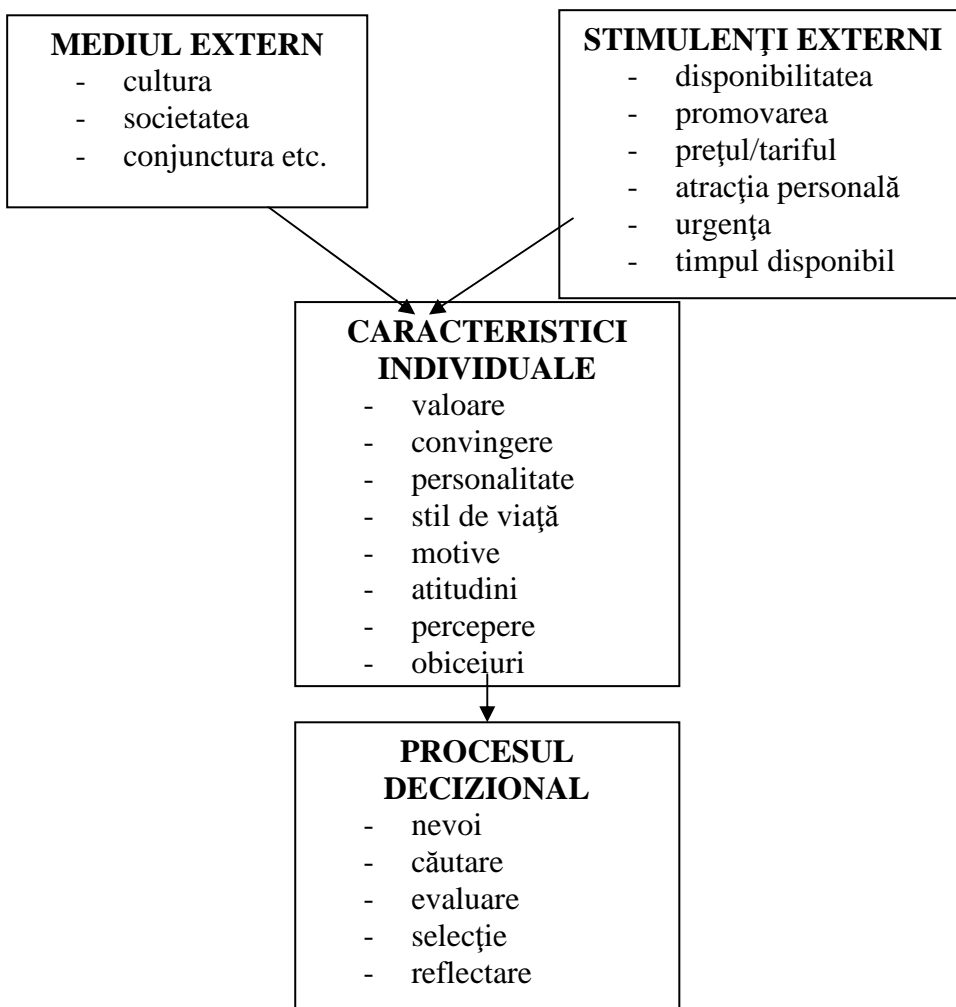 MEDIUL EXTERN
- cultura
- societatea
- conjunctura etc.
STIMULENŢI EXTERNI
- disponibilitatea
- promovarea
- preţul/tariful
- atracţia personală
- urgenţa
- timpul disponibil
CARACTERISTICI
INDIVIDUALE
- valoare
- convingere
- personalitate
- stil de viaţă
- motive
- atitudini
- percepere
- obiceiuri
PROCESUL
DECIZIONAL
- nevoi
- căutare
- evaluare
- selecţie
- reflectare